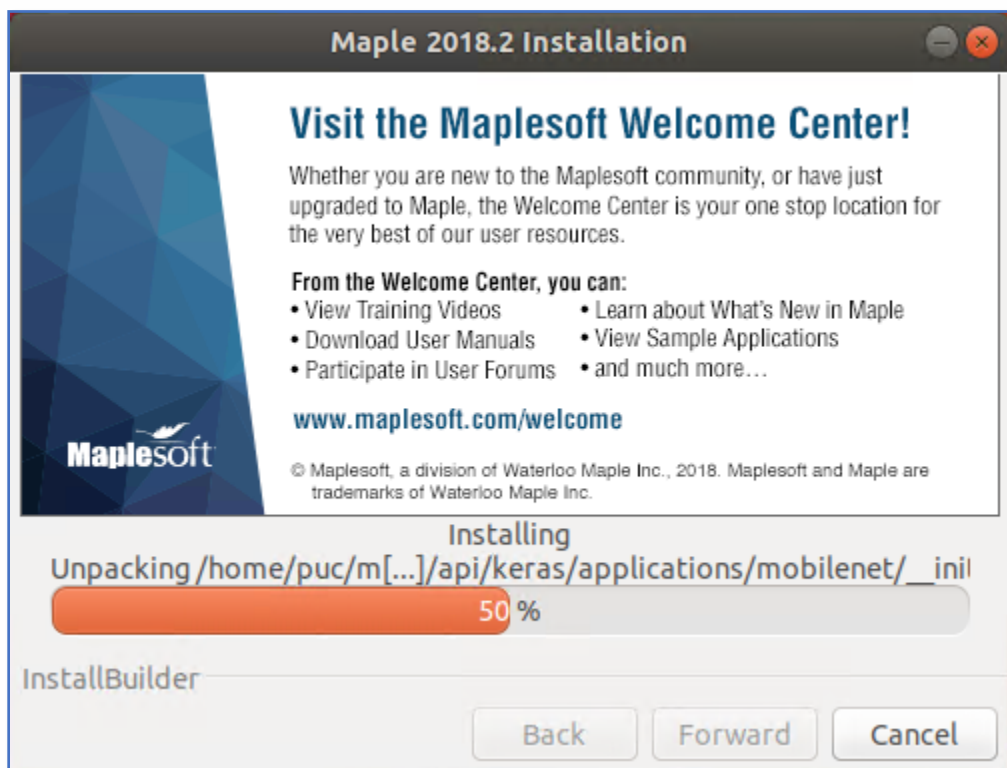 Maple 2018.2 Installation
Visit the Maplesoft Welcome Center!
Whether you are new to the Maplesoft community, or have just
upgraded to Maple, the Welcome Center is your one stop location for
the very best of our user resources.
From the Welcome Center, you can:
• View Training Videos
• Download User Manuals
• Participate in User Forums
• Learn about What's New in Maple
• View Sample Applications
• and much more...
www.maplesoft.com/welcome
Maplesoft
© Maplesoft, a division of Waterloo Maple Inc., 2018. Maplesoft and Maple are
trademarks of Waterloo Maple Inc.
Installing
Unpacking /home/puc/m[...]/api/keras/applications/mobilenet/__ini
50 %
InstallBuilder
Back
Forward
Cancel